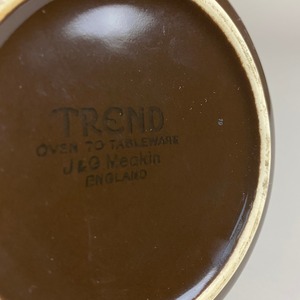 TREND
OVEN TO TABLEWARE
J&G Meakin
ENGLAND